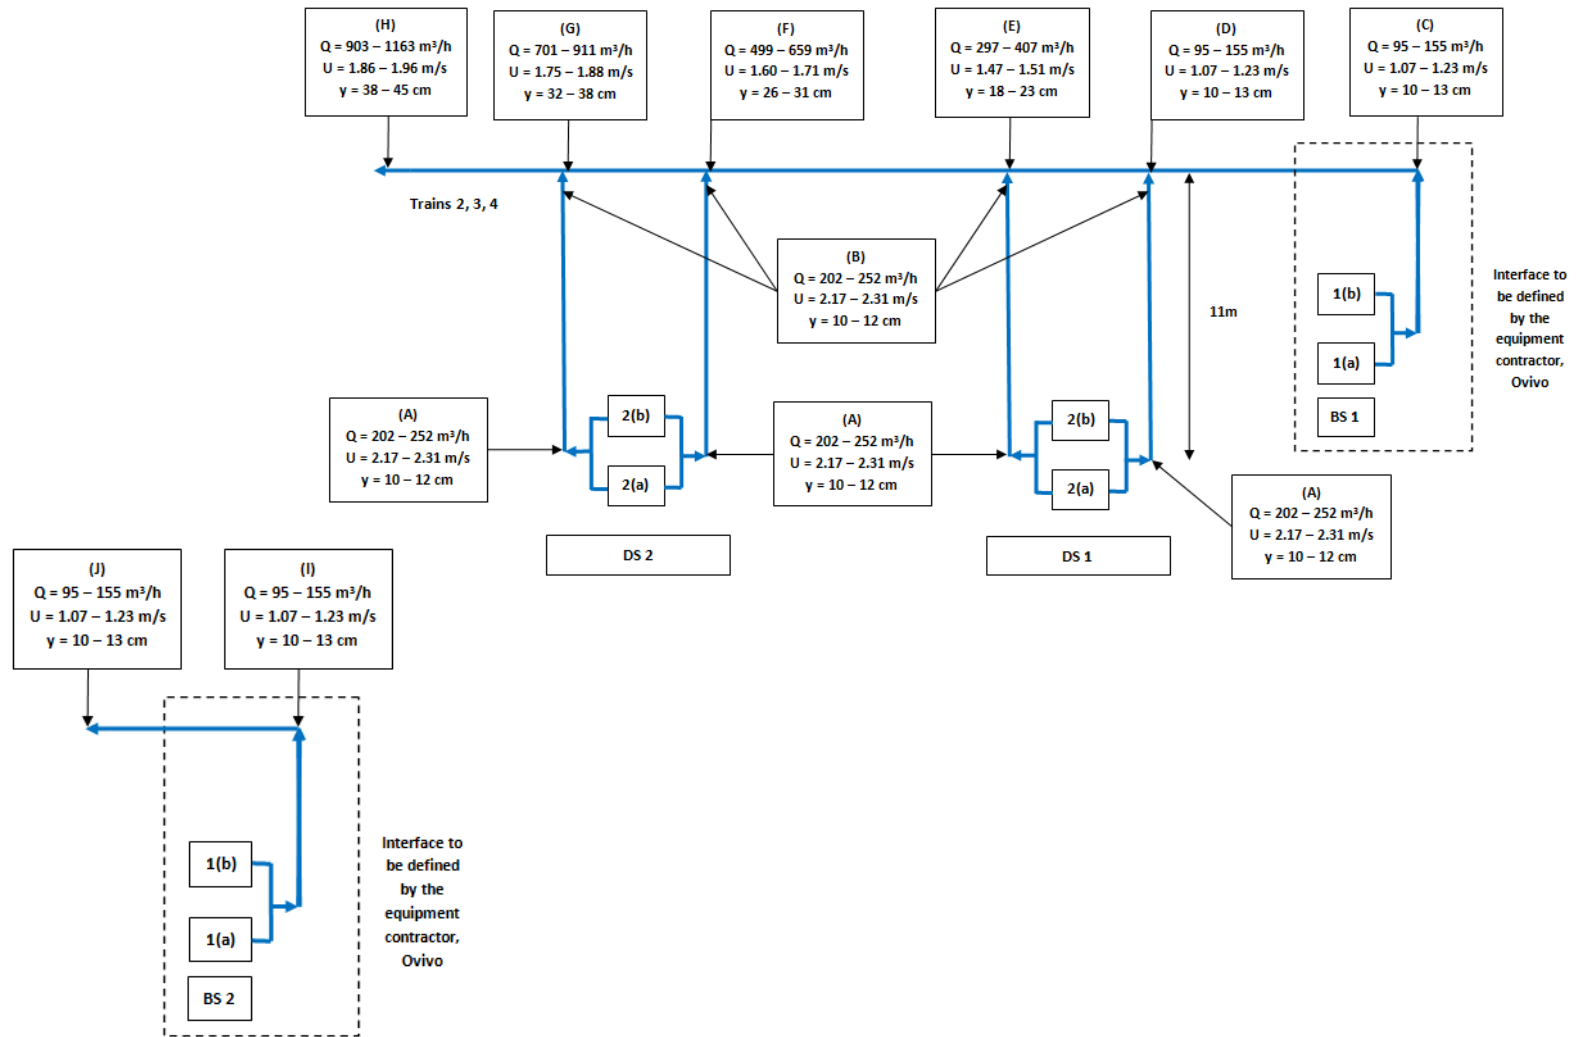 (H)
Q = 903 – 1163 m³/h
U = 1.86 – 1.96 m/s
y = 38 – 45 cm
(G)
Q = 701 – 911 m³/h
U = 1.75 – 1.88 m/s
y = 32 – 38 cm
(F)
Q = 499 – 659 m³/h
U = 1.60 – 1.71 m/s
y = 26 – 31 cm
(E)
Q = 297 – 407 m³/h
U = 1.47 – 1.51 m/s
y = 18 – 23 cm
(D)
Q = 95 – 155 m³/h
U = 1.07 – 1.23 m/s
y = 10 – 13 cm
(C)
Q = 95 – 155 m³/h
U = 1.07 – 1.23 m/s
y = 10 – 13 cm
Trains 2, 3, 4
(B)
Q = 202 – 252 m³/h
U = 2.17 – 2.31 m/s
y = 10 – 12 cm
11m
1(b)
1(a)
BS 1
Interface to
be defined
by the
equipment
contractor,
Ovivo
(A)
Q = 202 – 252 m³/h
U = 2.17 – 2.31 m/s
y = 10 – 12 cm
2(b)
2(a)
DS 2
(A)
Q = 202 – 252 m³/h
U = 2.17 – 2.31 m/s
y = 10 – 12 cm
2(b)
2(a)
DS 1
(A)
Q = 202 – 252 m³/h
U = 2.17 – 2.31 m/s
y = 10 – 12 cm
(J)
Q = 95 – 155 m³/h
U = 1.07 – 1.23 m/s
y = 10 – 13 cm
(I)
Q = 95 – 155 m³/h
U = 1.07 – 1.23 m/s
y = 10 – 13 cm
1(b)
1(a)
BS 2
Interface to
be defined
by the
equipment
contractor,
Ovivo